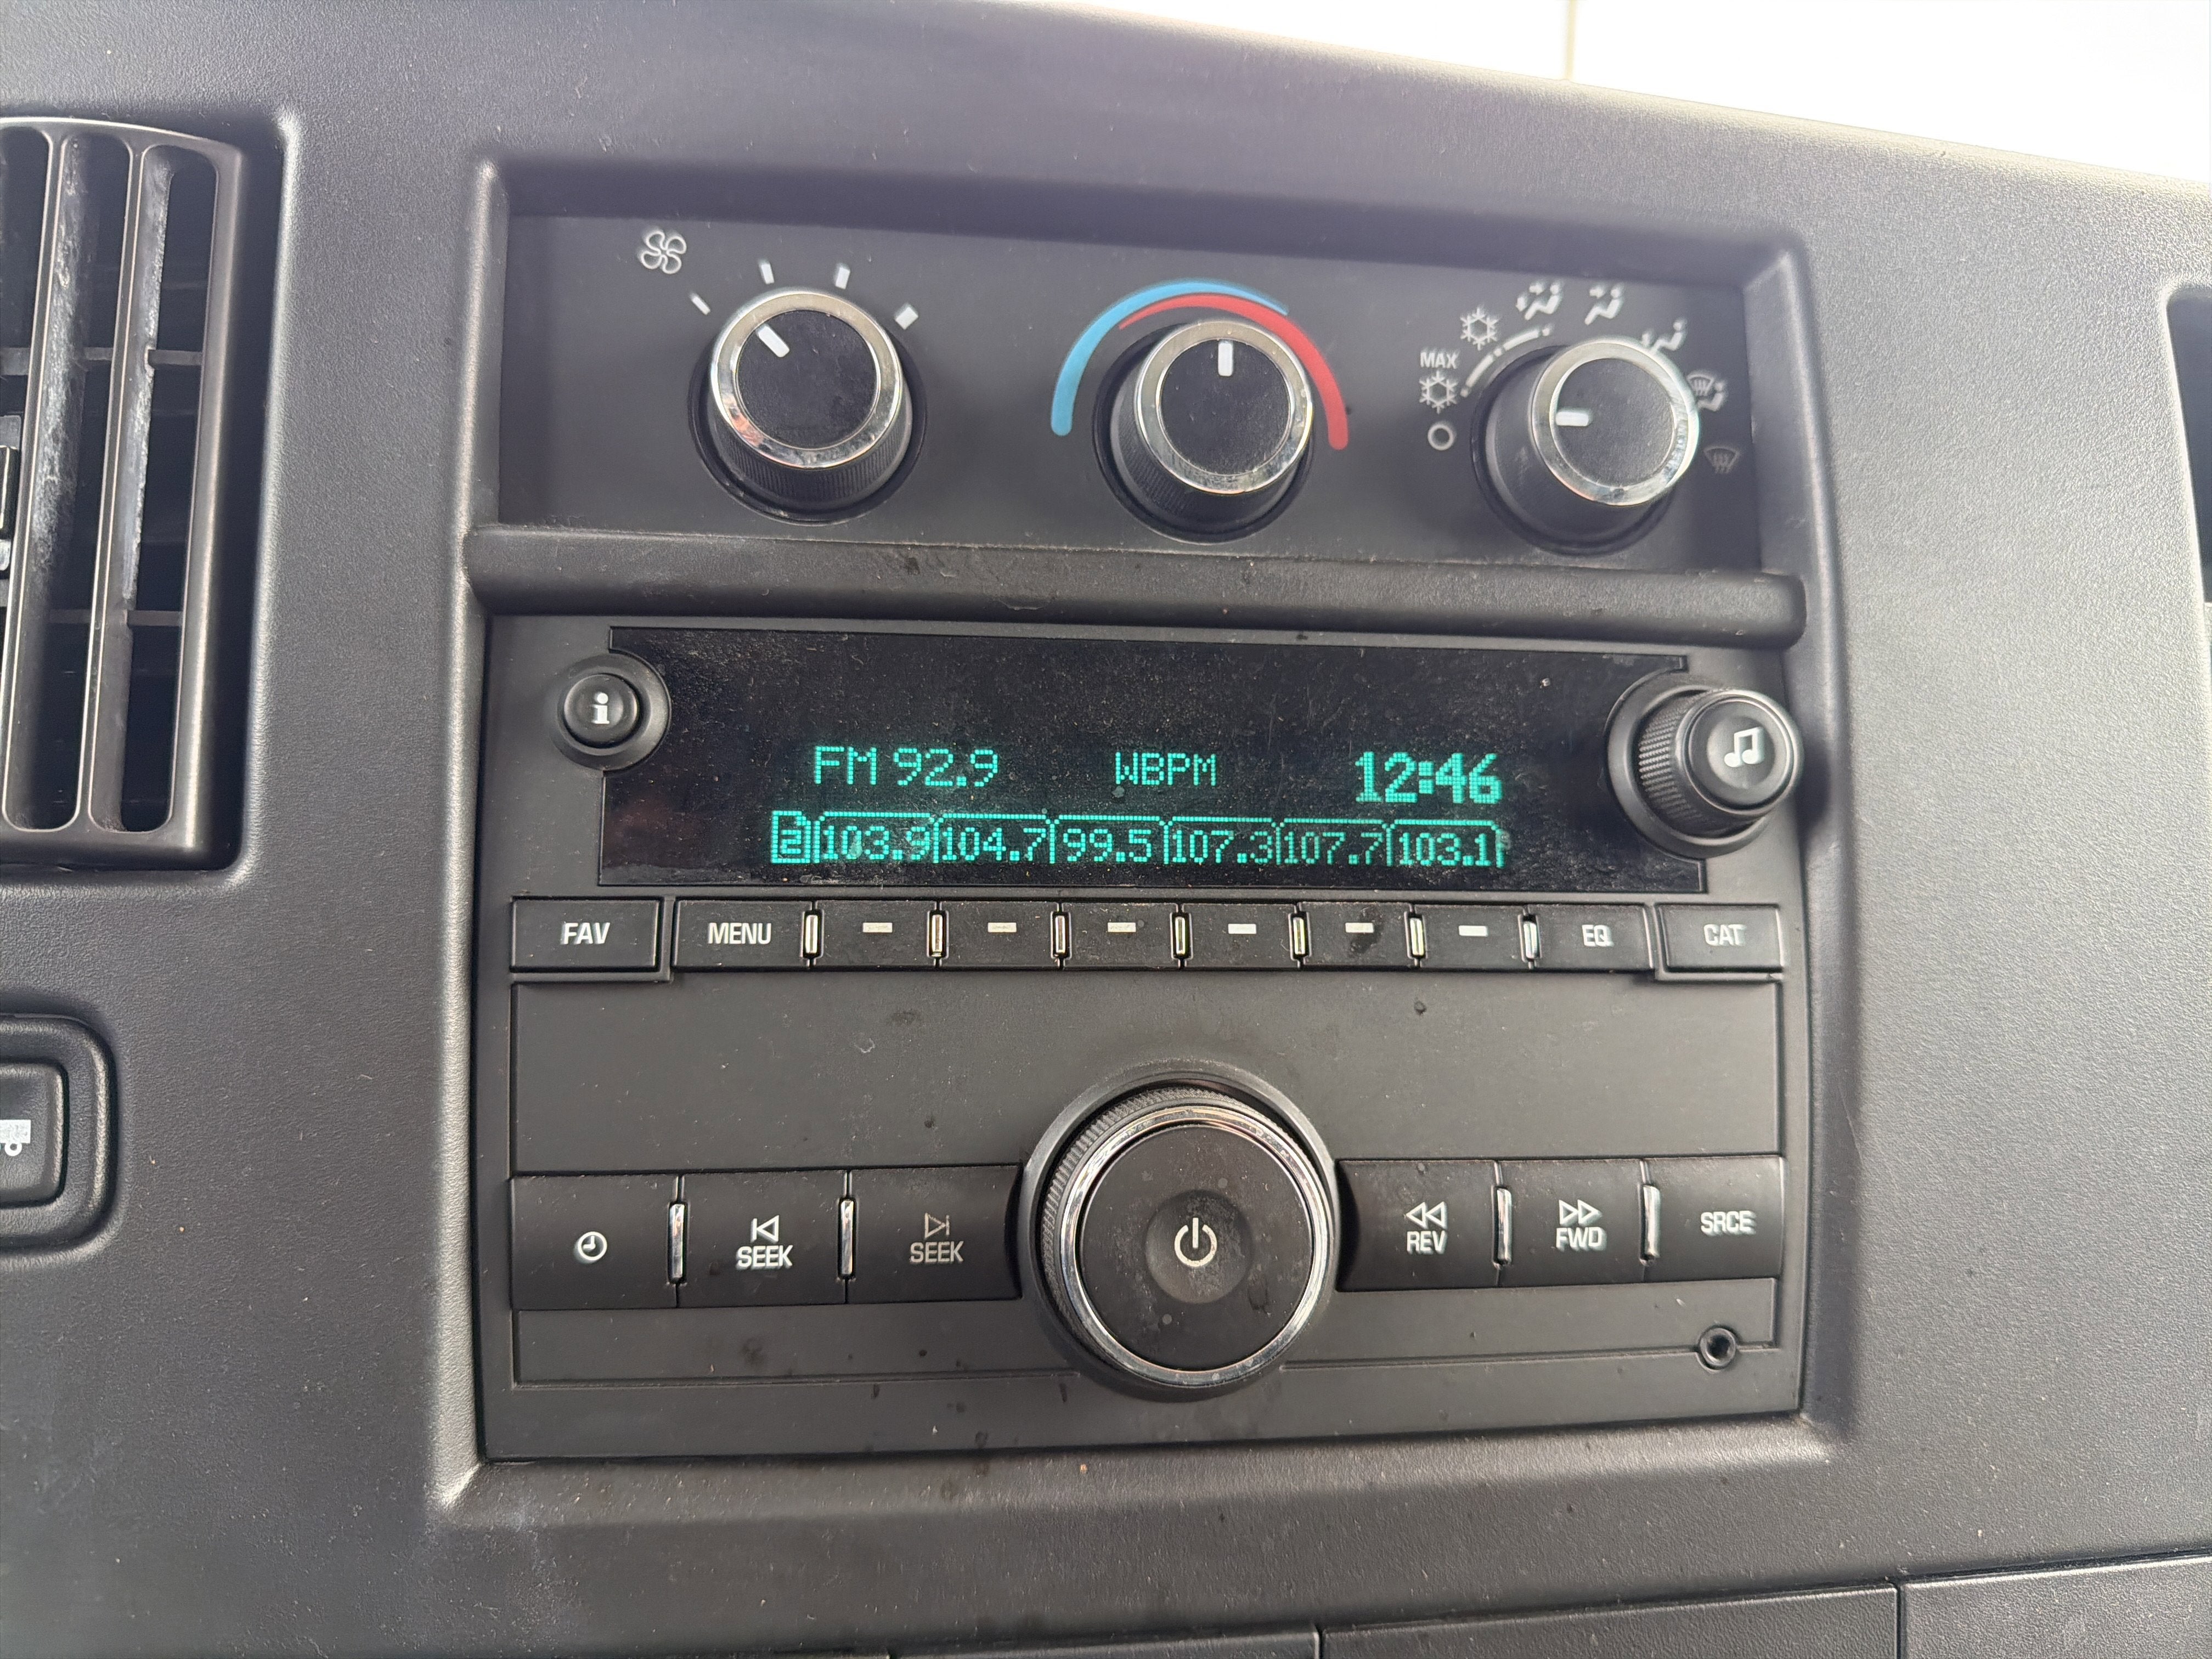 MAX
i
FM 92.9 WBPM 12:46
2 103.9 104.7 99.5 107.3 107.7 103.1
FAV MENU EQ CAT
SEEK SEEK REV FWD SRCE